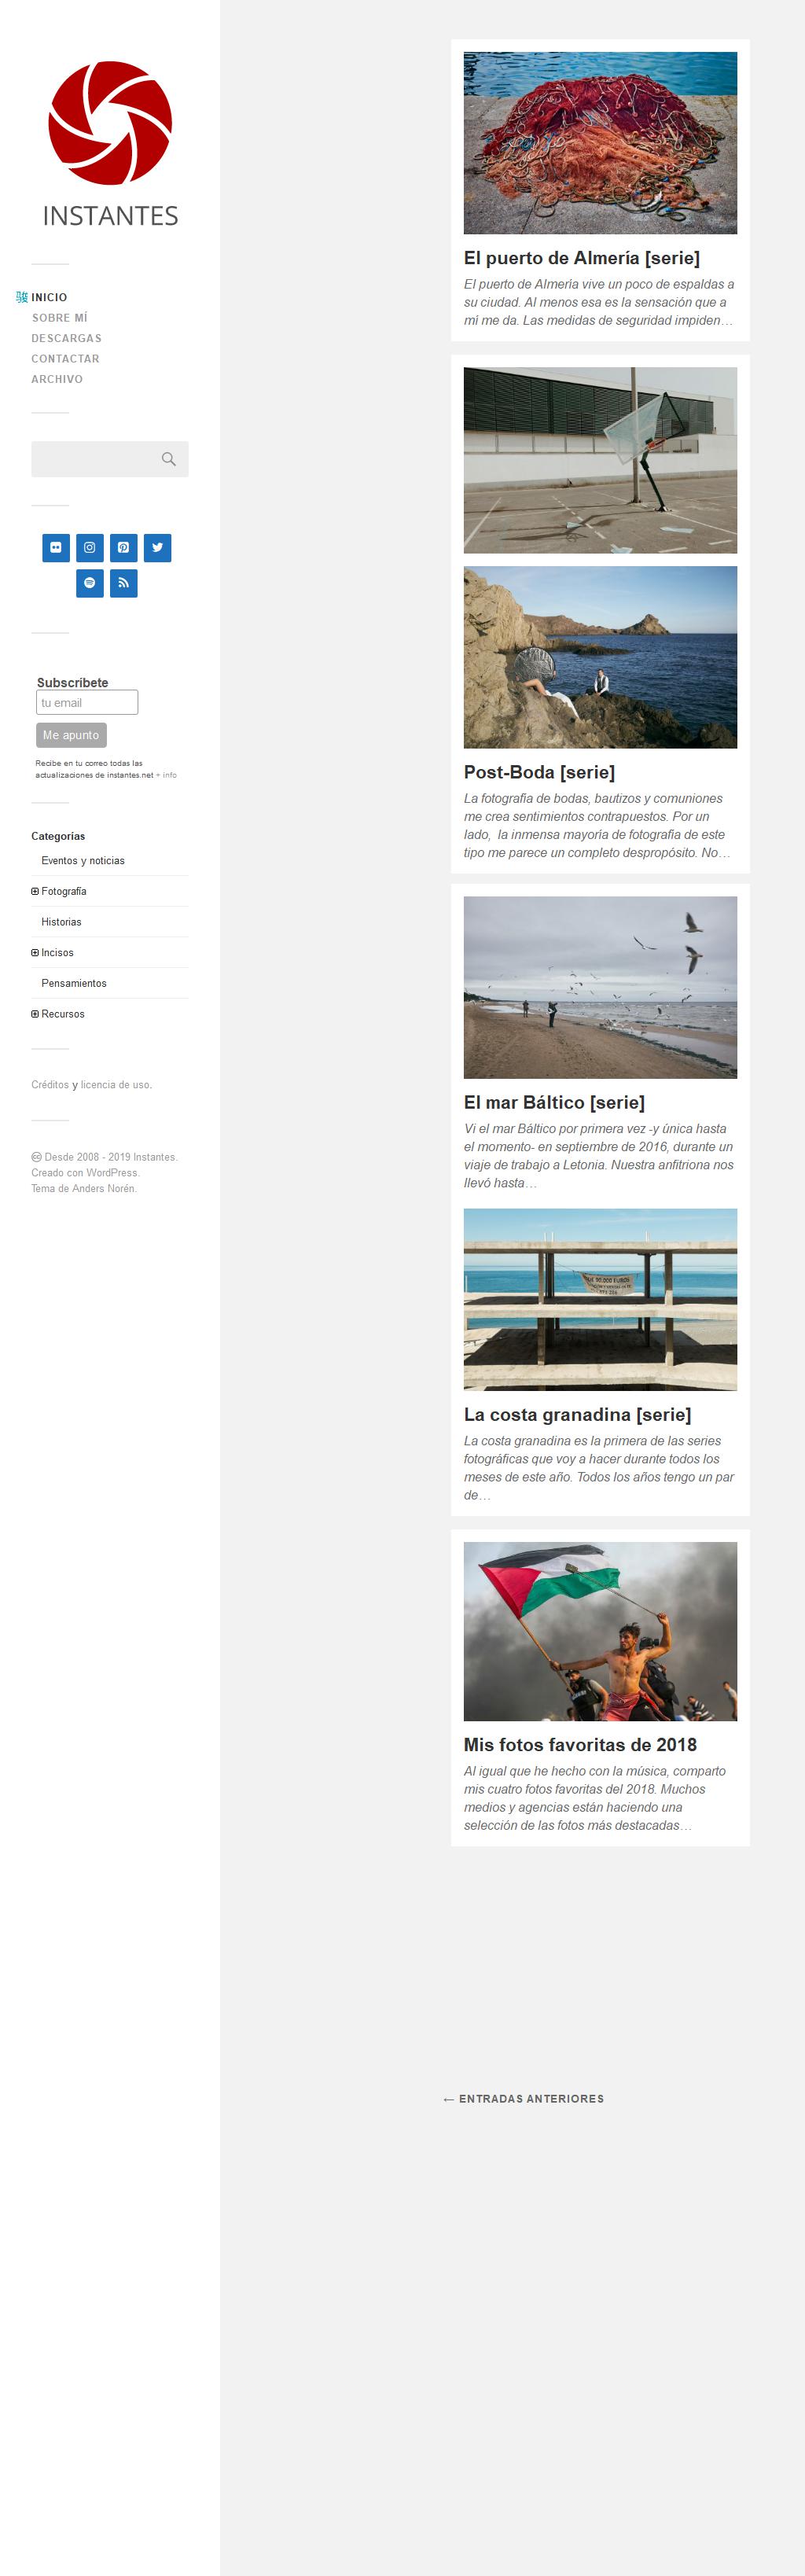 INSTANTES
骏 INICIO
SOBRE MÍ
DESCARGAS
CONTACTAR
ARCHIVO
Subscríbete
tu email
Me apunto
Recibe en tu correo todas las
actualizaciones de instantes.net + info
Categorías
Eventos y noticias
Fotografía
Historias
Incisos
Pensamientos
Recursos
Créditos y licencia de uso.
Desde 2008 - 2019 Instantes.
Creado con WordPress.
Tema de Anders Norén.
El puerto de Almería [serie]
El puerto de Almería vive un poco de espaldas a
su ciudad. Al menos esa es la sensación que a
mí me da. Las medidas de seguridad impiden…
Post-Boda [serie]
La fotografía de bodas, bautizos y comuniones
me crea sentimientos contrapuestos. Por un
lado,  la inmensa mayoría de fotografía de este
tipo me parece un completo despropósito. No…
El mar Báltico [serie]
Vi el mar Báltico por primera vez -y única hasta
el momento- en septiembre de 2016, durante un
viaje de trabajo a Letonia. Nuestra anfitriona nos
llevó hasta…
DE 90.000 EUROS
La costa granadina [serie]
La costa granadina es la primera de las series
fotográficas que voy a hacer durante todos los
meses de este año. Todos los años tengo un par
de…
Mis fotos favoritas de 2018
Al igual que he hecho con la música, comparto
mis cuatro fotos favoritas del 2018. Muchos
medios y agencias están haciendo una
selección de las fotos más destacadas…
← ENTRADAS ANTERIORES